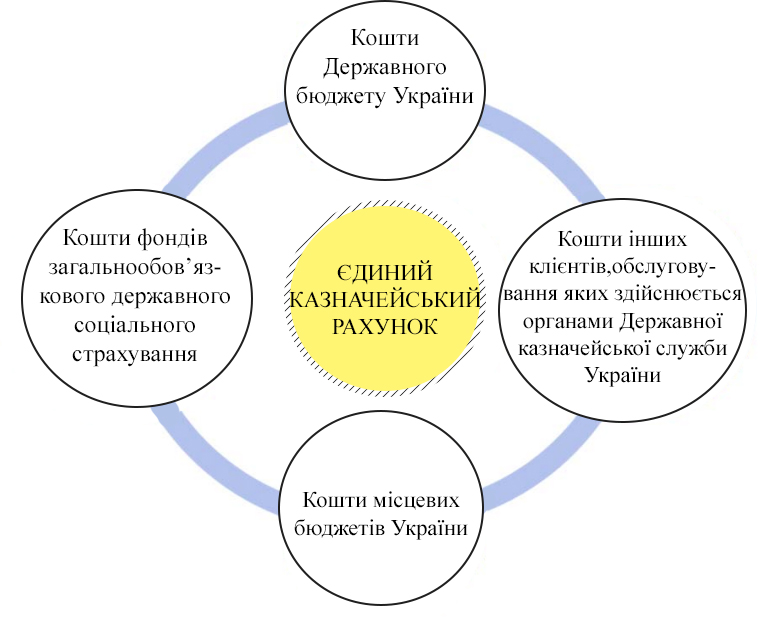 Кошти
Державного
бюджету України
Кошти фондів
загальнообов’яз-
кового державного
соціального
страхування
ЄДИНИЙ
КАЗНАЧЕЙСЬКИЙ
РАХУНОК
Кошти інших
клієнтів,обслугову-
вання яких здійснюється
органами Державної
казначейської служби
України
Кошти місцевих
бюджетів України